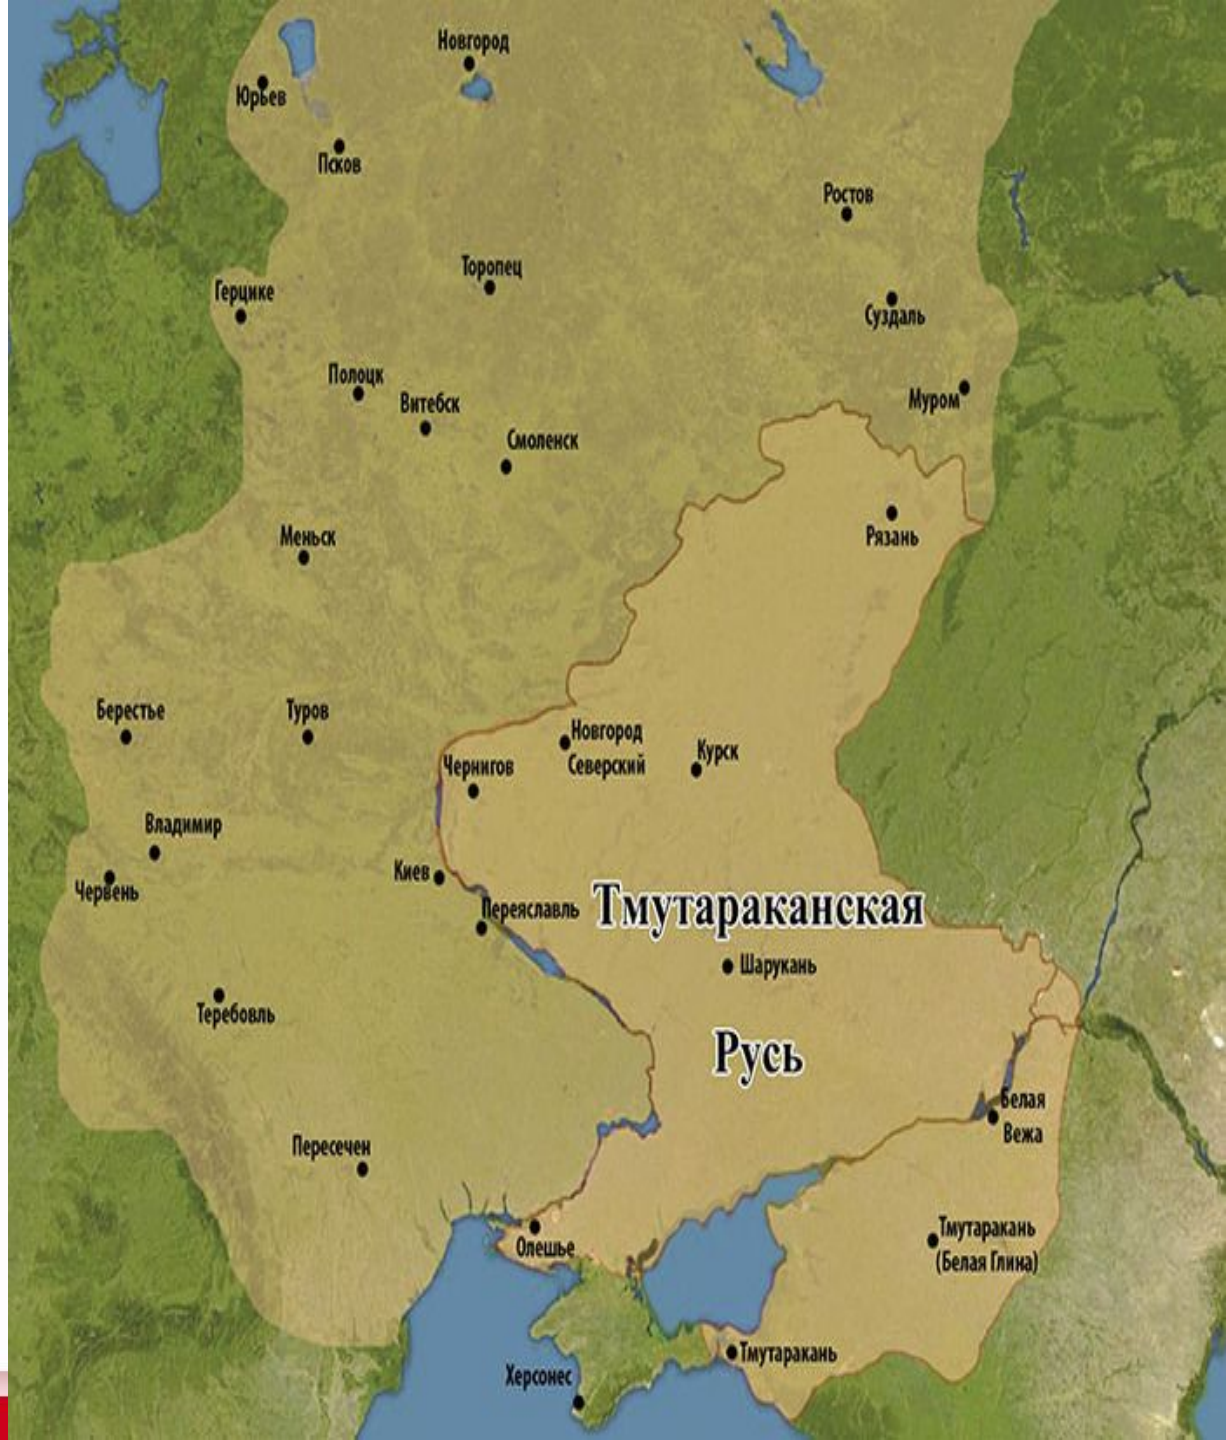 Новгород
Юрьев
Псков
Ростов
Торопец
Герцике
Суздаль
Полоцк
Витебск
Муром
Смоленск
Рязань
Меньск
Берестье
Туров
Новгород
Северский
Курск
Чернигов
Владимир
Киев
Червень
Переяславль
Тмутараканская
Шарукань
Теребовль
Русь
Белая
Вежа
Пересечен
Олешье
Тмутаракань
(Белая Глина)
Тмутаракань
Херсонес